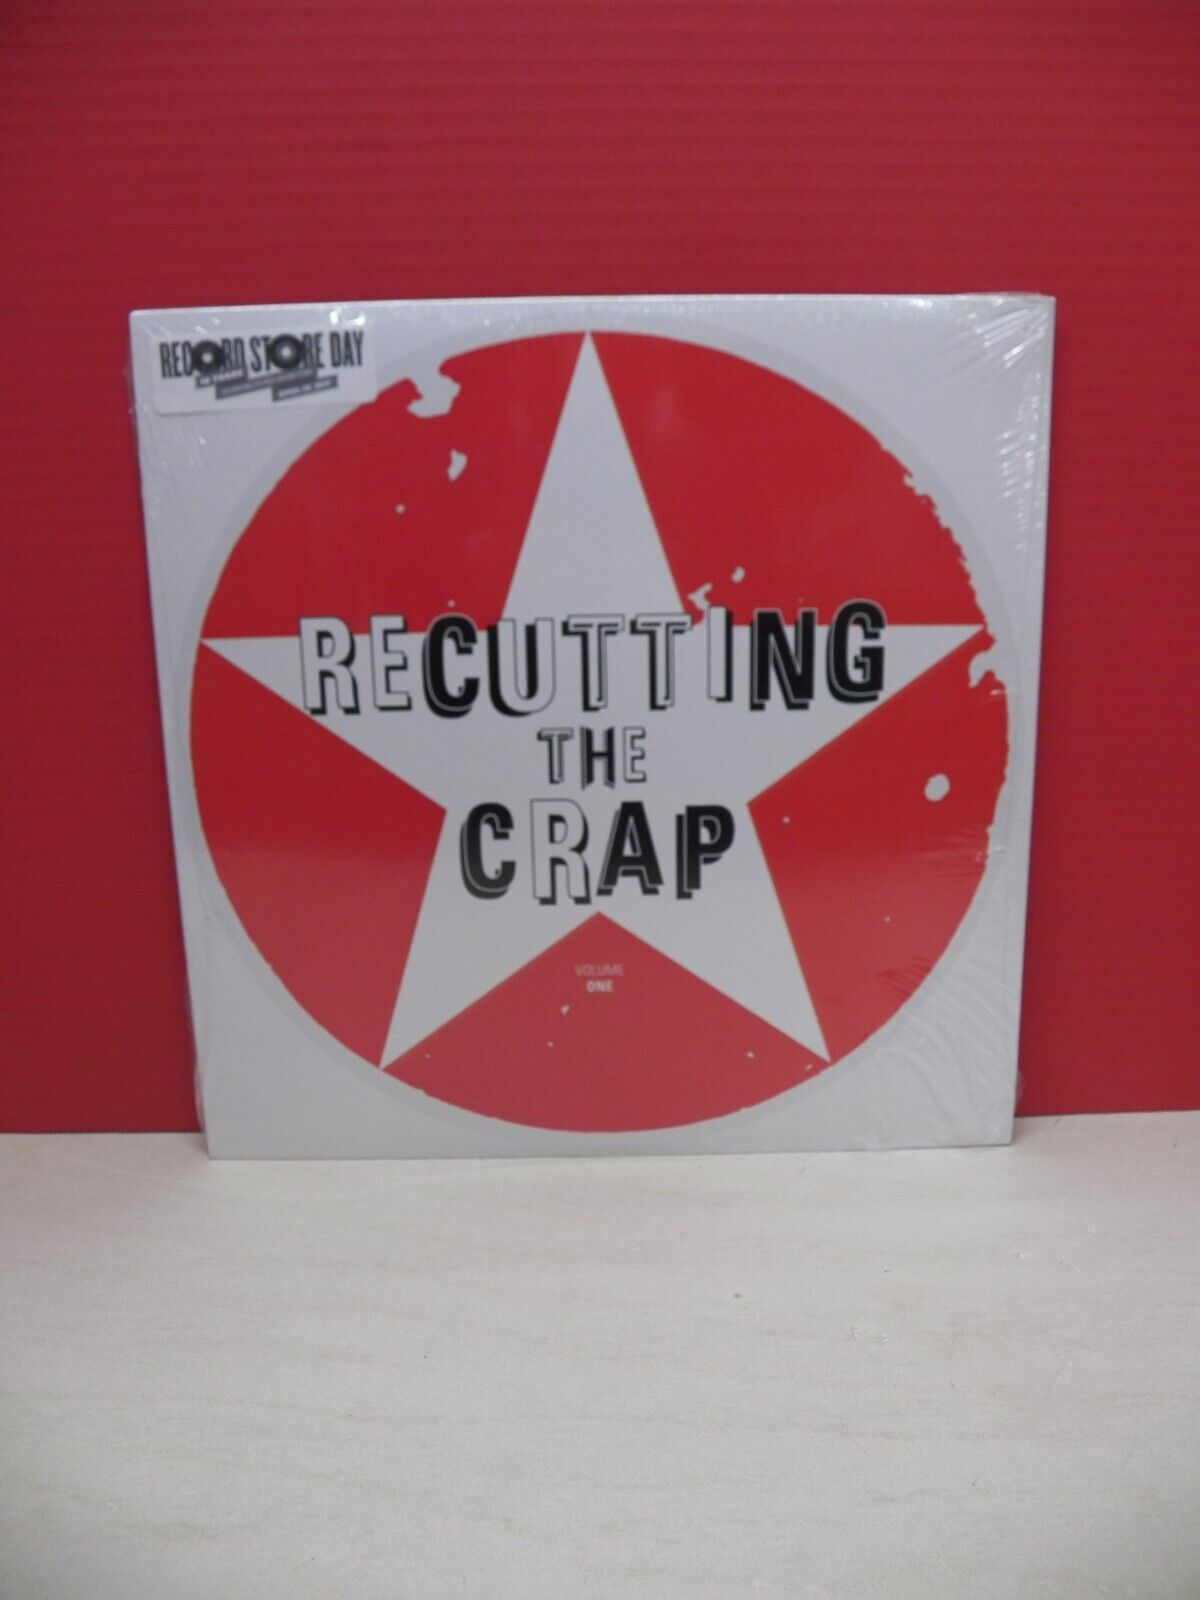 RECORD STORE DAY
RECUTTING
THE
CRAP
VOLUME
ONE